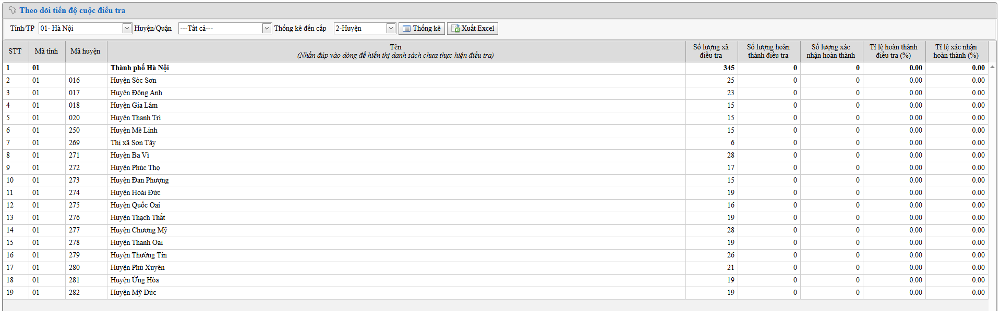 Theo dõi tiến độ cuộc điều tra
Tỉnh/TP 01- Hà Nội Huyện/Quận ---Tất cả--- Thống kê đến cấp 2-Huyện Thống kê Xuất Excel
STT Mã tỉnh Mã huyện Tên Số lượng xã điều tra Số lượng hoàn thành điều tra Số lượng xác nhận hoàn thành Tỉ lệ hoàn thành điều tra (%) Tỉ lệ xác nhận hoàn thành (%)
(Nhấn đúp vào dòng để hiển thị danh sách chưa thực hiện điều tra)
1 01 Thành phố Hà Nội 345 0 0 0.00 0.00
2 01 016 Huyện Sóc Sơn 25 0 0 0.00 0.00
3 01 017 Huyện Đông Anh 23 0 0 0.00 0.00
4 01 018 Huyện Gia Lâm 15 0 0 0.00 0.00
5 01 020 Huyện Thanh Trì 15 0 0 0.00 0.00
6 01 250 Huyện Mê Linh 15 0 0 0.00 0.00
7 01 269 Thị xã Sơn Tây 6 0 0 0.00 0.00
8 01 271 Huyện Ba Vì 28 0 0 0.00 0.00
9 01 272 Huyện Phúc Thọ 17 0 0 0.00 0.00
10 01 273 Huyện Đan Phượng 15 0 0 0.00 0.00
11 01 274 Huyện Hoài Đức 19 0 0 0.00 0.00
12 01 275 Huyện Quốc Oai 16 0 0 0.00 0.00
13 01 276 Huyện Thạch Thất 19 0 0 0.00 0.00
14 01 277 Huyện Chương Mỹ 28 0 0 0.00 0.00
15 01 278 Huyện Thanh Oai 19 0 0 0.00 0.00
16 01 279 Huyện Thường Tín 26 0 0 0.00 0.00
17 01 280 Huyện Phú Xuyên 21 0 0 0.00 0.00
18 01 281 Huyện Ứng Hòa 19 0 0 0.00 0.00
19 01 282 Huyện Mỹ Đức 19 0 0 0.00 0.00